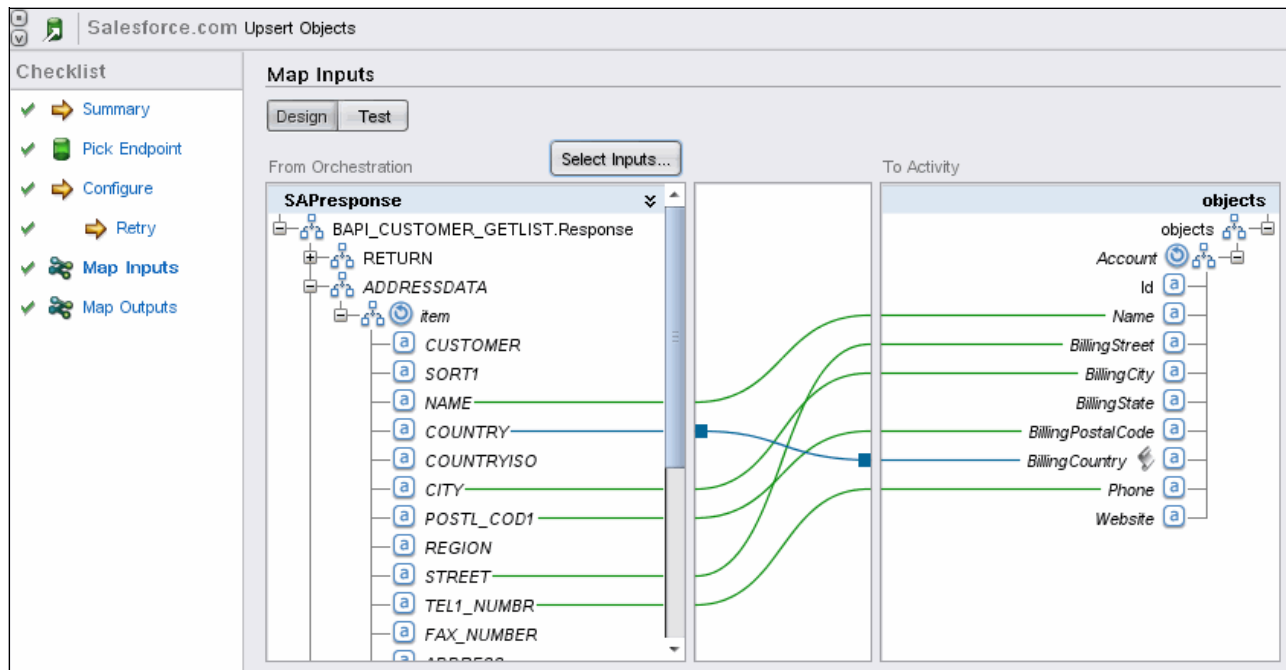 Salesforce.com Upsert Objects
Checklist
Summary
Pick Endpoint
Configure
Retry
Map Inputs
Map Outputs
Map Inputs
Design Test
From Orchestration
Select Inputs...
To Activity
SAPresponse
BAPI_CUSTOMER_GETLIST.Response
RETURN
ADDRESSDATA
item
a CUSTOMER
a SORT1
a NAME
a COUNTRY
a COUNTRYISO
a CITY
a POSTL_COD1
a REGION
a STREET
a TEL1_NUMBR
a FAX_NUMBER
a ADDRESS
objects
objects
Account
Id a
Name a
BillingStreet a
BillingCity a
BillingState a
BillingPostalCode a
BillingCountry a
Phone a
Website a